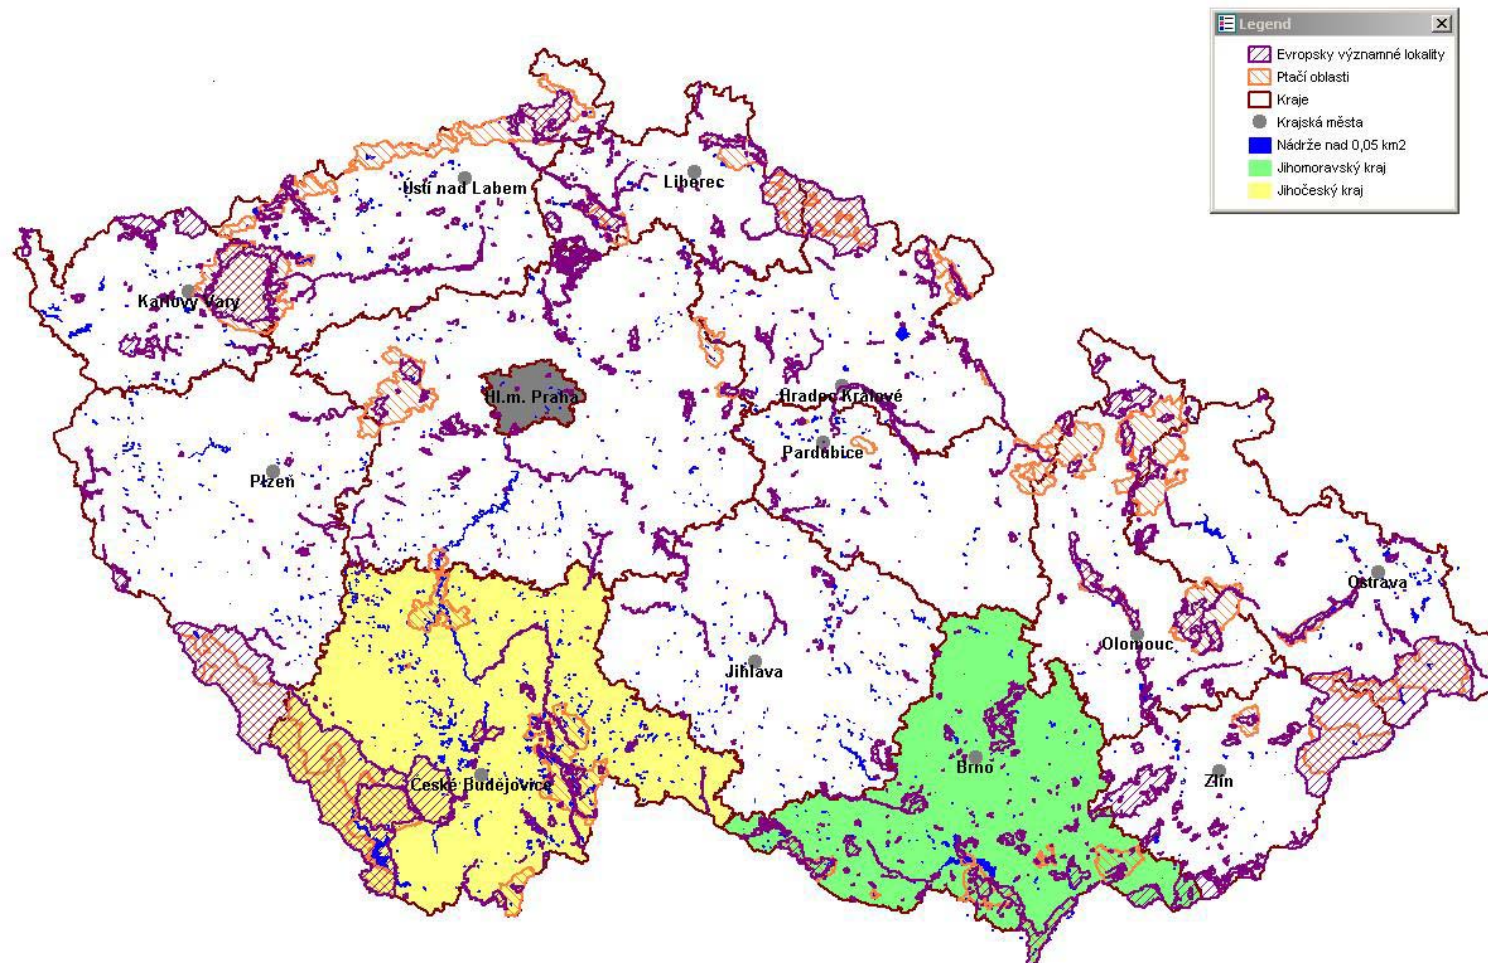 Legend
Evropsky významné lokality
Ptačí oblasti
Kraje
Krajská města
Nádrže nad 0,05 km2
Jihomoravský kraj
Jihočeský kraj
Ústí nad Labem
Liberec
Karlovy Vary
Hl.m. Praha
Hradec Králové
Pardubice
Plzeň
Ostrava
Olomouc
Jihlava
Brno
Zlín
České Budějovice